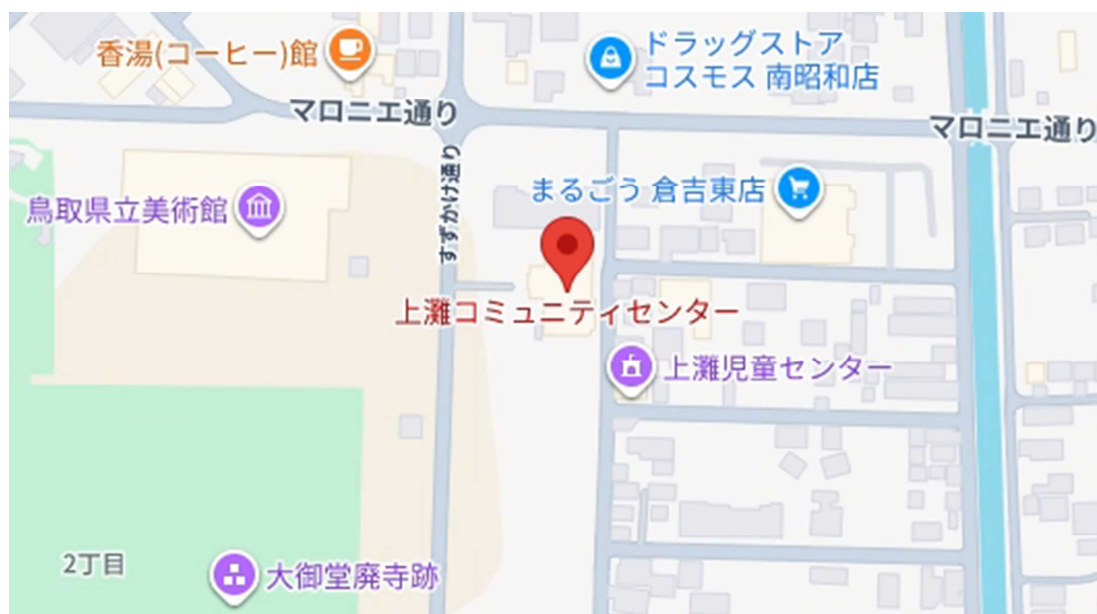 香湯(コーヒー)館
ドラッグストア
コスモス 南昭和店
マロニエ通り
マロニエ通り
すずかけ通り
まるごう 倉吉東店
鳥取県立美術館
上灘コミュニティセンター
上灘児童センター
2丁目
大御堂廃寺跡